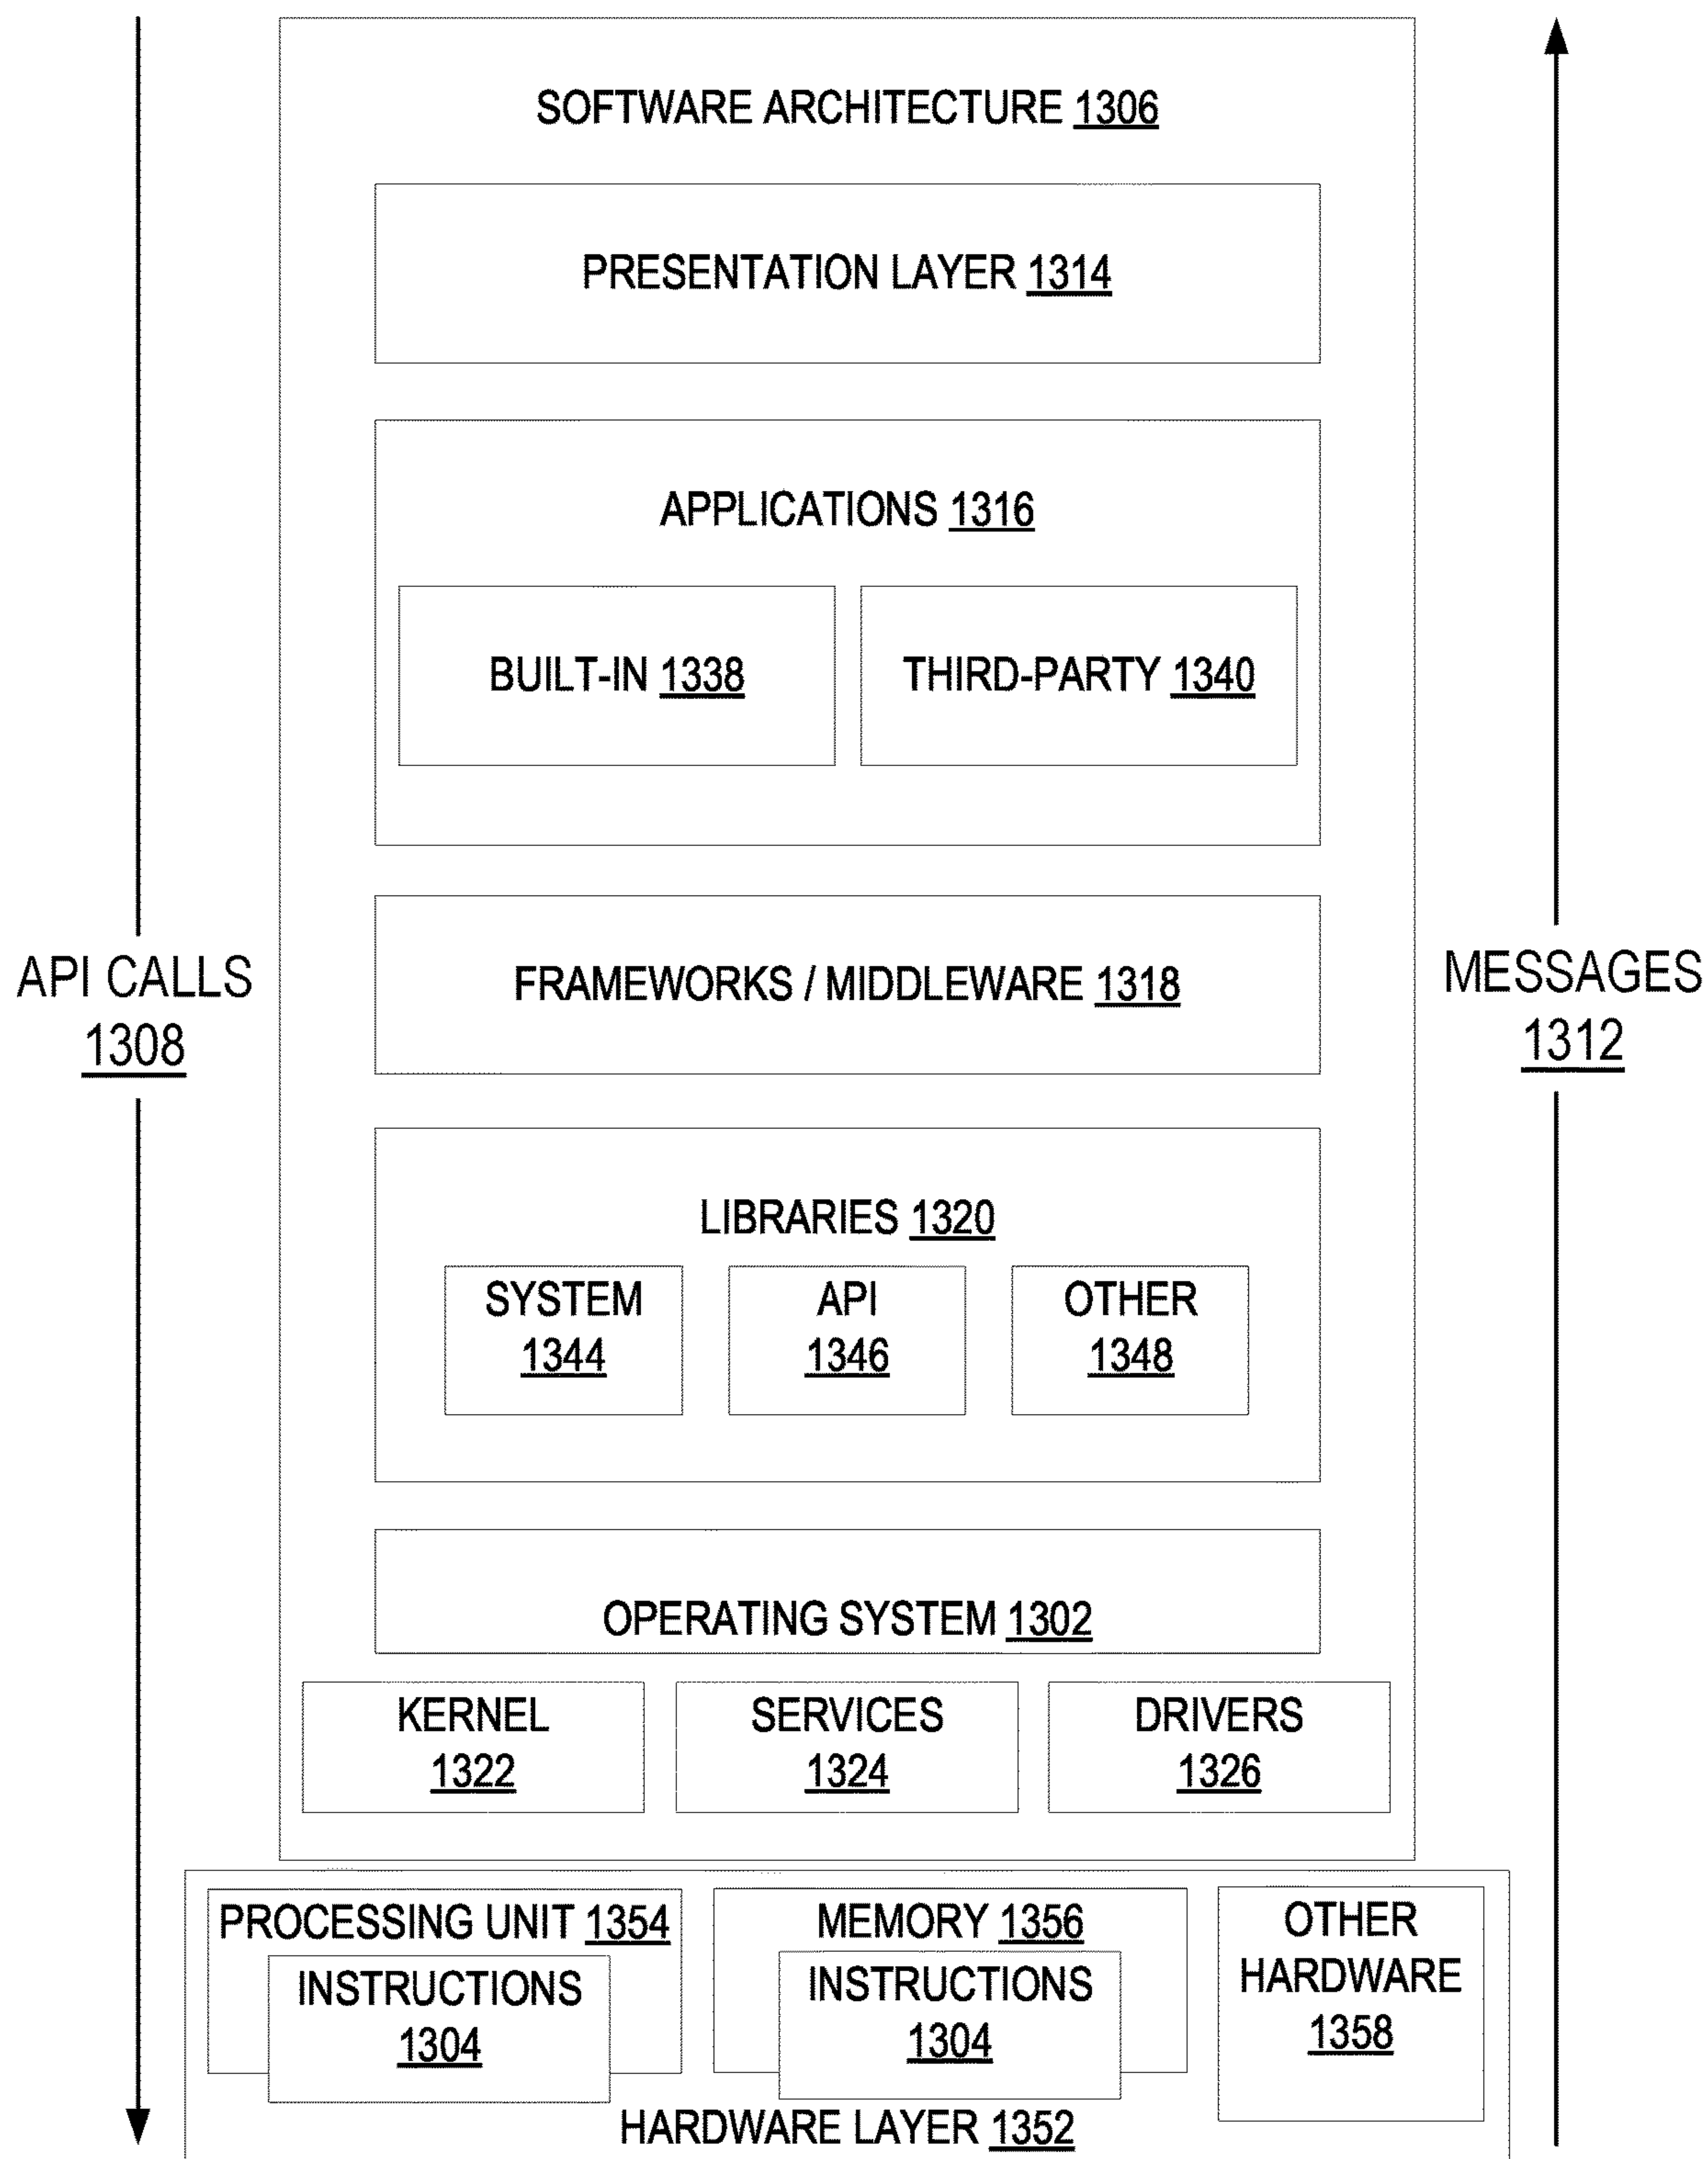 SOFTWARE ARCHITECTURE 1306
PRESENTATION LAYER 1314
APPLICATIONS 1316
BUILT-IN 1338
THIRD-PARTY 1340
API CALLS
1308
FRAMEWORKS / MIDDLEWARE 1318
MESSAGES
1312
LIBRARIES 1320
SYSTEM
1344
API
1346
OTHER
1348
OPERATING SYSTEM 1302
KERNEL
1322
SERVICES
1324
DRIVERS
1326
PROCESSING UNIT 1354
INSTRUCTIONS
1304
MEMORY 1356
INSTRUCTIONS
1304
OTHER
HARDWARE
1358
HARDWARE LAYER 1352